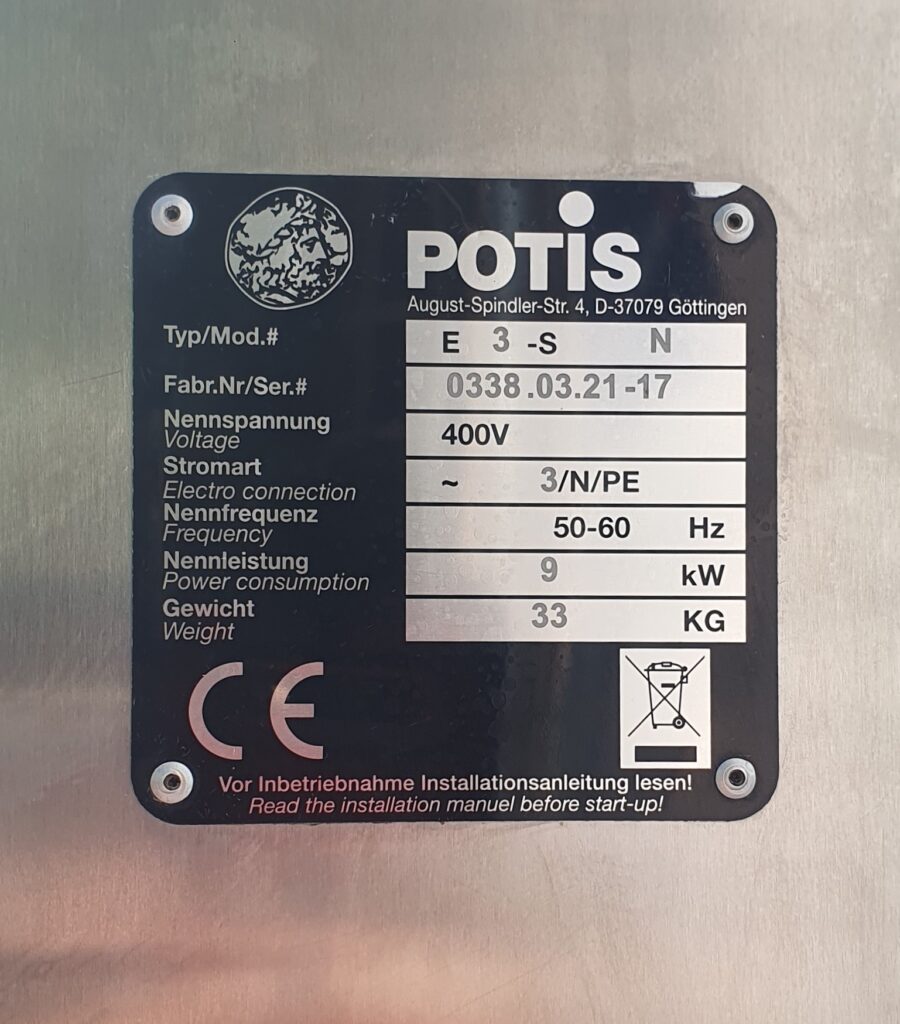 POTIS
August-Spindler-Str. 4, D-37079 Göttingen
Typ/Mod.# E 3 -S N
Fabr.Nr/Ser.# 0338.03.21-17
Nennspannung
Voltage 400V
Stromart
Electro connection ~ 3/N/PE
Nennfrequenz
Frequency 50-60 Hz
Nennleistung
Power consumption 9 kW
Gewicht
Weight 33 KG
CE
Vor Inbetriebnahme Installationsanleitung lesen!
Read the installation manuel before start-up!